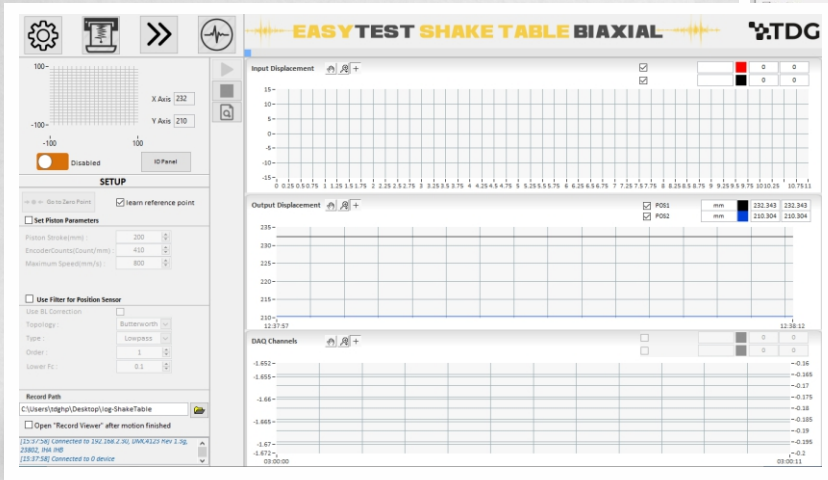 EASYTEST SHAKE TABLE BIAXIAL
TDG
100
-100
-100 100
X Axis 232
Y Axis 210
Disabled
IO Panel
SETUP
Go to Zero Point
learn reference point
Set Piston Parameters
Piston Stroke(mm) : 200
EncoderCounts(Count/mm) : 410
Maximum Speed(mm/s) : 800
Use Filter for Position Sensor
Use BL Correction
Topology : Butterworth
Type : Lowpass
Order : 1
Lower Fc : 0.1
Record Path
C:\Users\tdghp\Desktop\log-ShakeTable
Open "Record Viewer" after motion finished
[15:37:58] Connected to 192.168.2.50, DMC4123 Rev 1.3g,
23802, IHA IHB
[15:37:58] Connected to 0 device
Input Displacement
0 0
0 0
15
10
5
0
-5
-10
-15
0 0.25 0.5 0.75 1 1.25 1.5 1.75 2 2.25 2.5 2.75 3 3.25 3.5 3.75 4 4.25 4.5 4.75 5 5.25 5.5 5.75 6 6.25 6.5 6.75 7 7.25 7.5 7.75 8 8.25 8.5 8.75 9 9.25 9.5 9.75 10 10.25 10.75 11
Output Displacement
POS1 mm 232.343 232.343
POS2 mm 210.304 210.304
235
230
225
220
215
210
12:37:57 12:38:12
DAQ Channels
0 0
0 0
-1.652
-1.655
-1.66
-1.665
-1.67
-1.672
-0.16
-0.165
-0.17
-0.175
-0.18
-0.185
-0.19
-0.195
-0.2
03:00:00 03:00:11